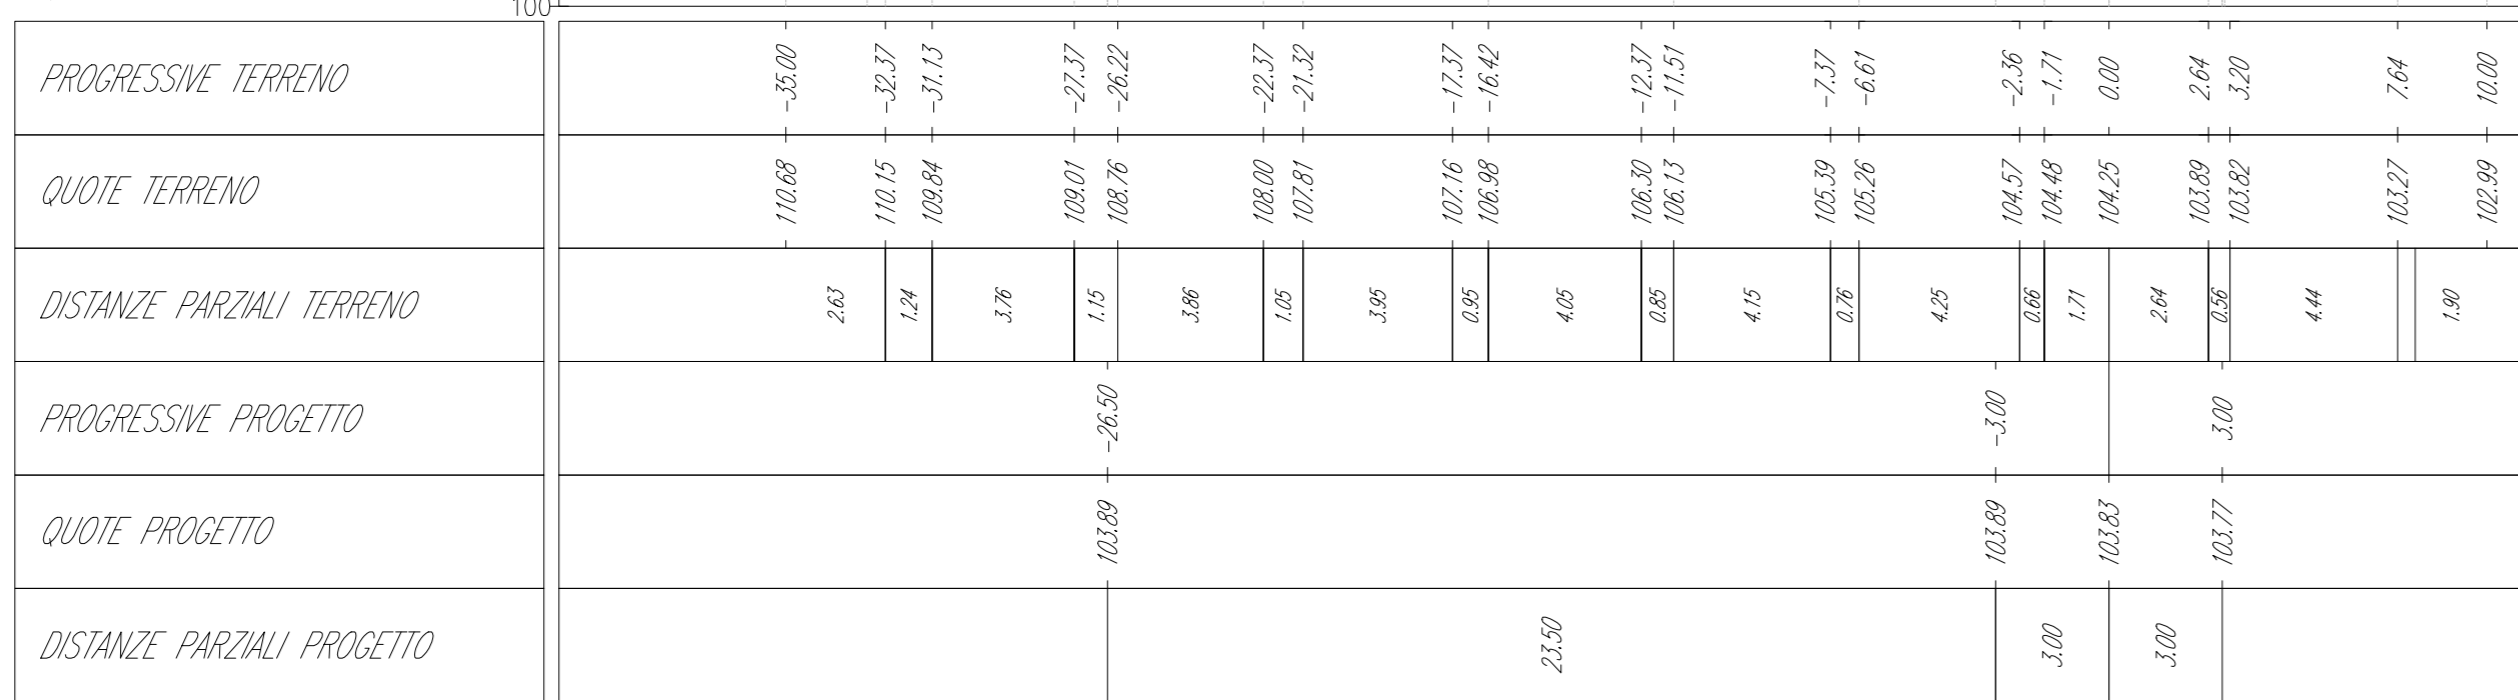 100
PROGRESSIVE TERRENO -35.00 -32.37 -31.13 -27.37 -26.22 -22.37 -21.32 -17.37 -16.42 -12.37 -11.51 -7.37 -6.61 -2.36 -1.71 0.00 2.64 3.20 7.64 10.00
QUOTE TERRENO 110.68 110.15 109.84 109.01 108.76 108.00 107.81 107.16 106.98 106.30 106.13 105.39 105.26 104.57 104.48 104.25 103.89 103.82 103.27 102.99
DISTANZE PARZIALI TERRENO 2.63 1.24 3.76 1.15 3.86 1.05 3.95 0.95 4.05 0.85 4.15 0.76 4.25 0.66 1.71 2.64 0.56 4.44 1.90
PROGRESSIVE PROGETTO -26.50 -3.00 3.00
QUOTE PROGETTO 103.89 103.89 103.83 103.77
DISTANZE PARZIALI PROGETTO 23.50 3.00 3.00